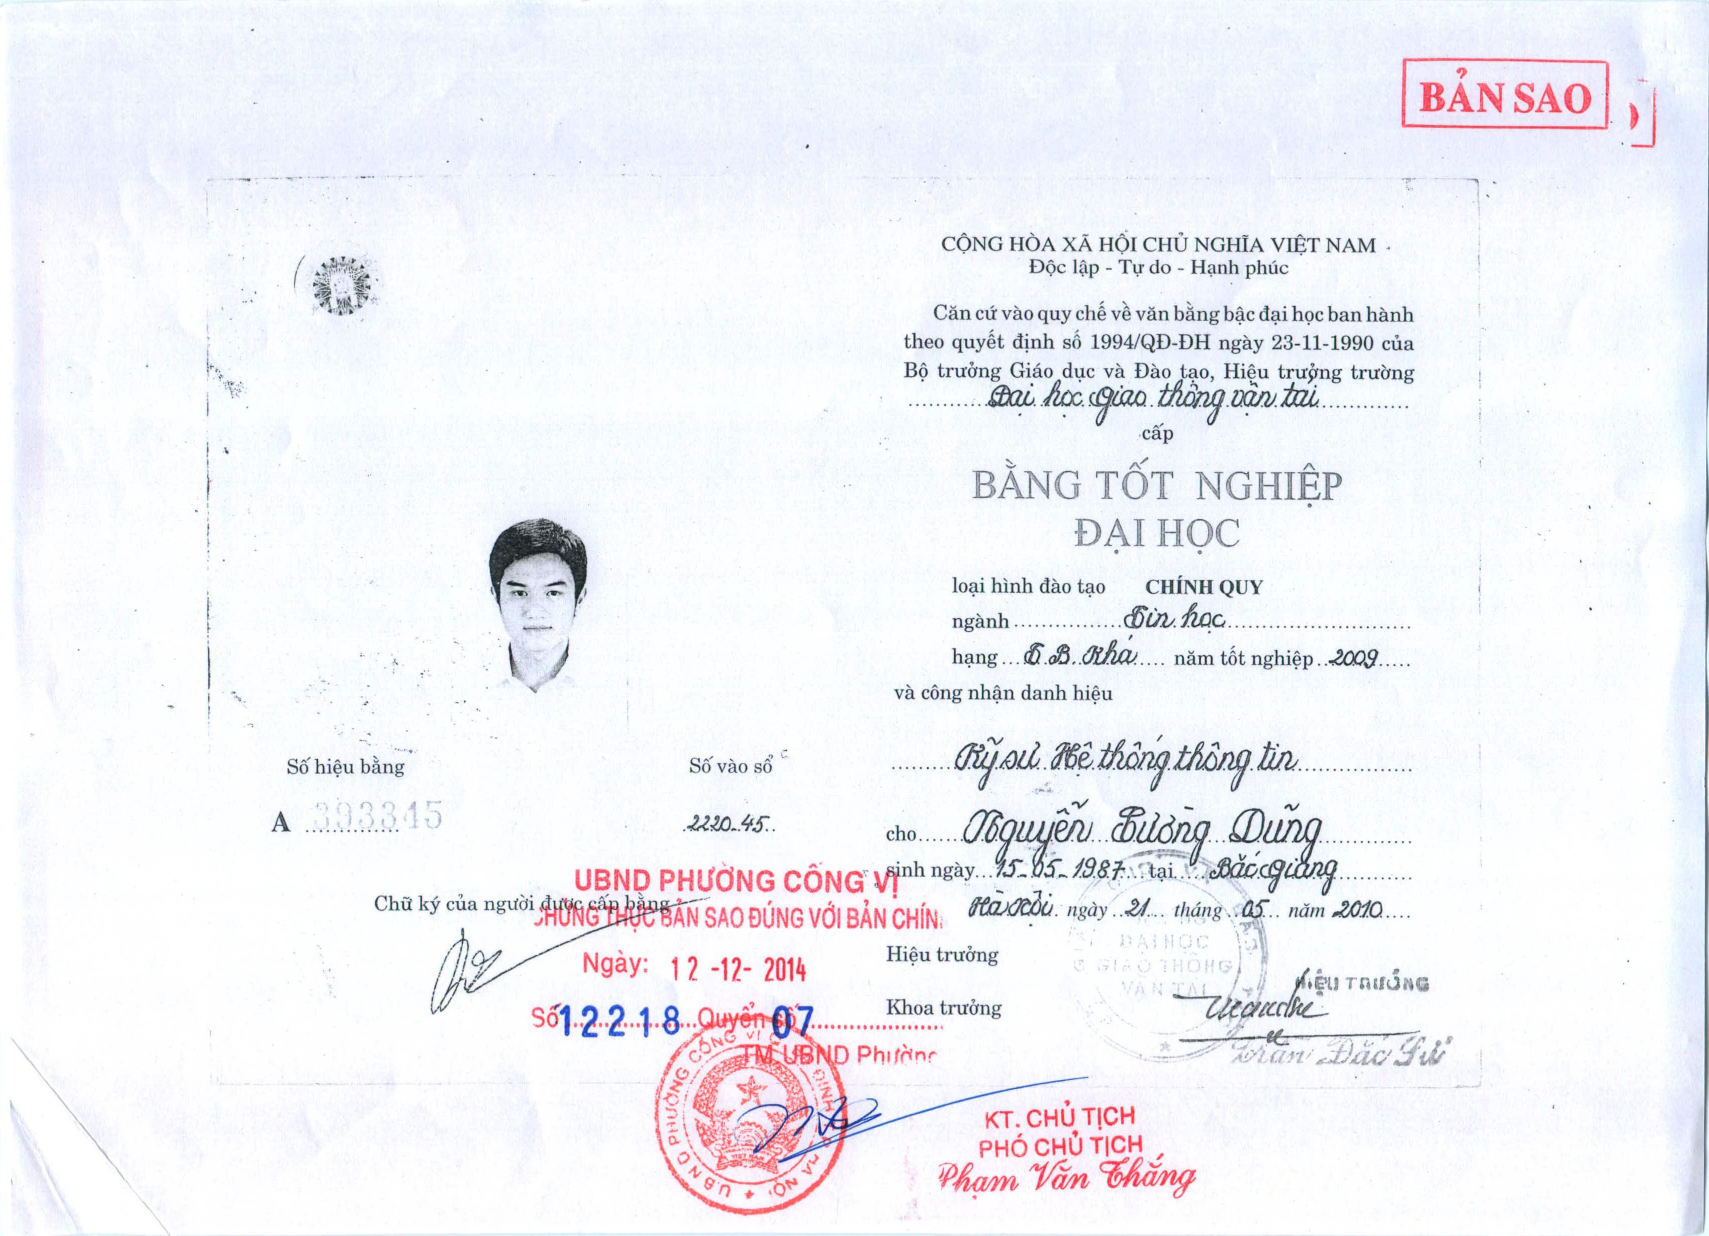 BẢN SAO
CỘNG HÒA XÃ HỘI CHỦ NGHĨA VIỆT NAM
Độc lập - Tự do - Hạnh phúc
Căn cứ vào quy chế về văn bằng bậc đại học ban hành
theo quyết định số 1994/QĐ-ĐH ngày 23-11-1990 của
Bộ trưởng Giáo dục và Đào tạo, Hiệu trưởng trường
Đại học Giao thông vận tải
cấp
BẰNG TỐT NGHIỆP
ĐẠI HỌC
loại hình đào tạo CHÍNH QUY
ngành Tin học
hạng T.B. Khá năm tốt nghiệp 2009
và công nhận danh hiệu
Kỹ sư Hệ thống thông tin
cho Nguyễn Tường Dũng
sinh ngày 15-05-1987 tại Bắc Giang
Hà Nội ngày 21 tháng 05 năm 2010
Hiệu trưởng
Khoa trưởng
HIỆU TRƯỞNG
Trần Đắc Sử
ĐẠI HỌC
GIAO THÔNG
VẬN TẢI
Số hiệu bằng
A 393345
Số vào sổ
2220.45
Chữ ký của người được cấp bằng
UBND PHƯỜNG CỐNG VỊ
CHỨNG THỰC BẢN SAO ĐÚNG VỚI BẢN CHÍN
Ngày: 12-12-2014
Số 12218 Quyển số 07
TM UBND Phường
U.B.N.D PHƯỜNG CỐNG VỊ
HÀ NỘI
VIỆT NAM
KT. CHỦ TỊCH
PHÓ CHỦ TỊCH
Phạm Văn Thắng